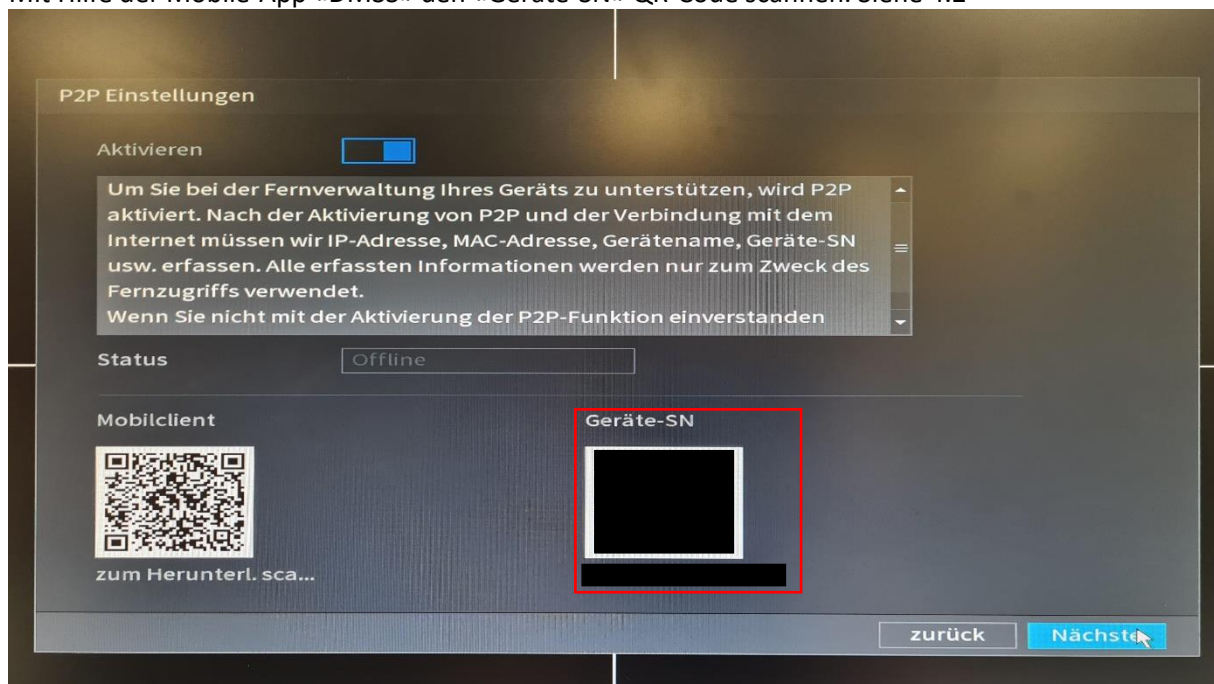 P2P Einstellungen
Aktivieren
Um Sie bei der Fernverwaltung Ihres Geräts zu unterstützen, wird P2P
aktiviert. Nach der Aktivierung von P2P und der Verbindung mit dem
Internet müssen wir IP-Adresse, MAC-Adresse, Gerätename, Geräte-SN
usw. erfassen. Alle erfassten Informationen werden nur zum Zweck des
Fernzugriffs verwendet.
Wenn Sie nicht mit der Aktivierung der P2P-Funktion einverstanden
Status Offline
Mobilclient Geräte-SN
zum Herunterl. sca...
zurück Nächste